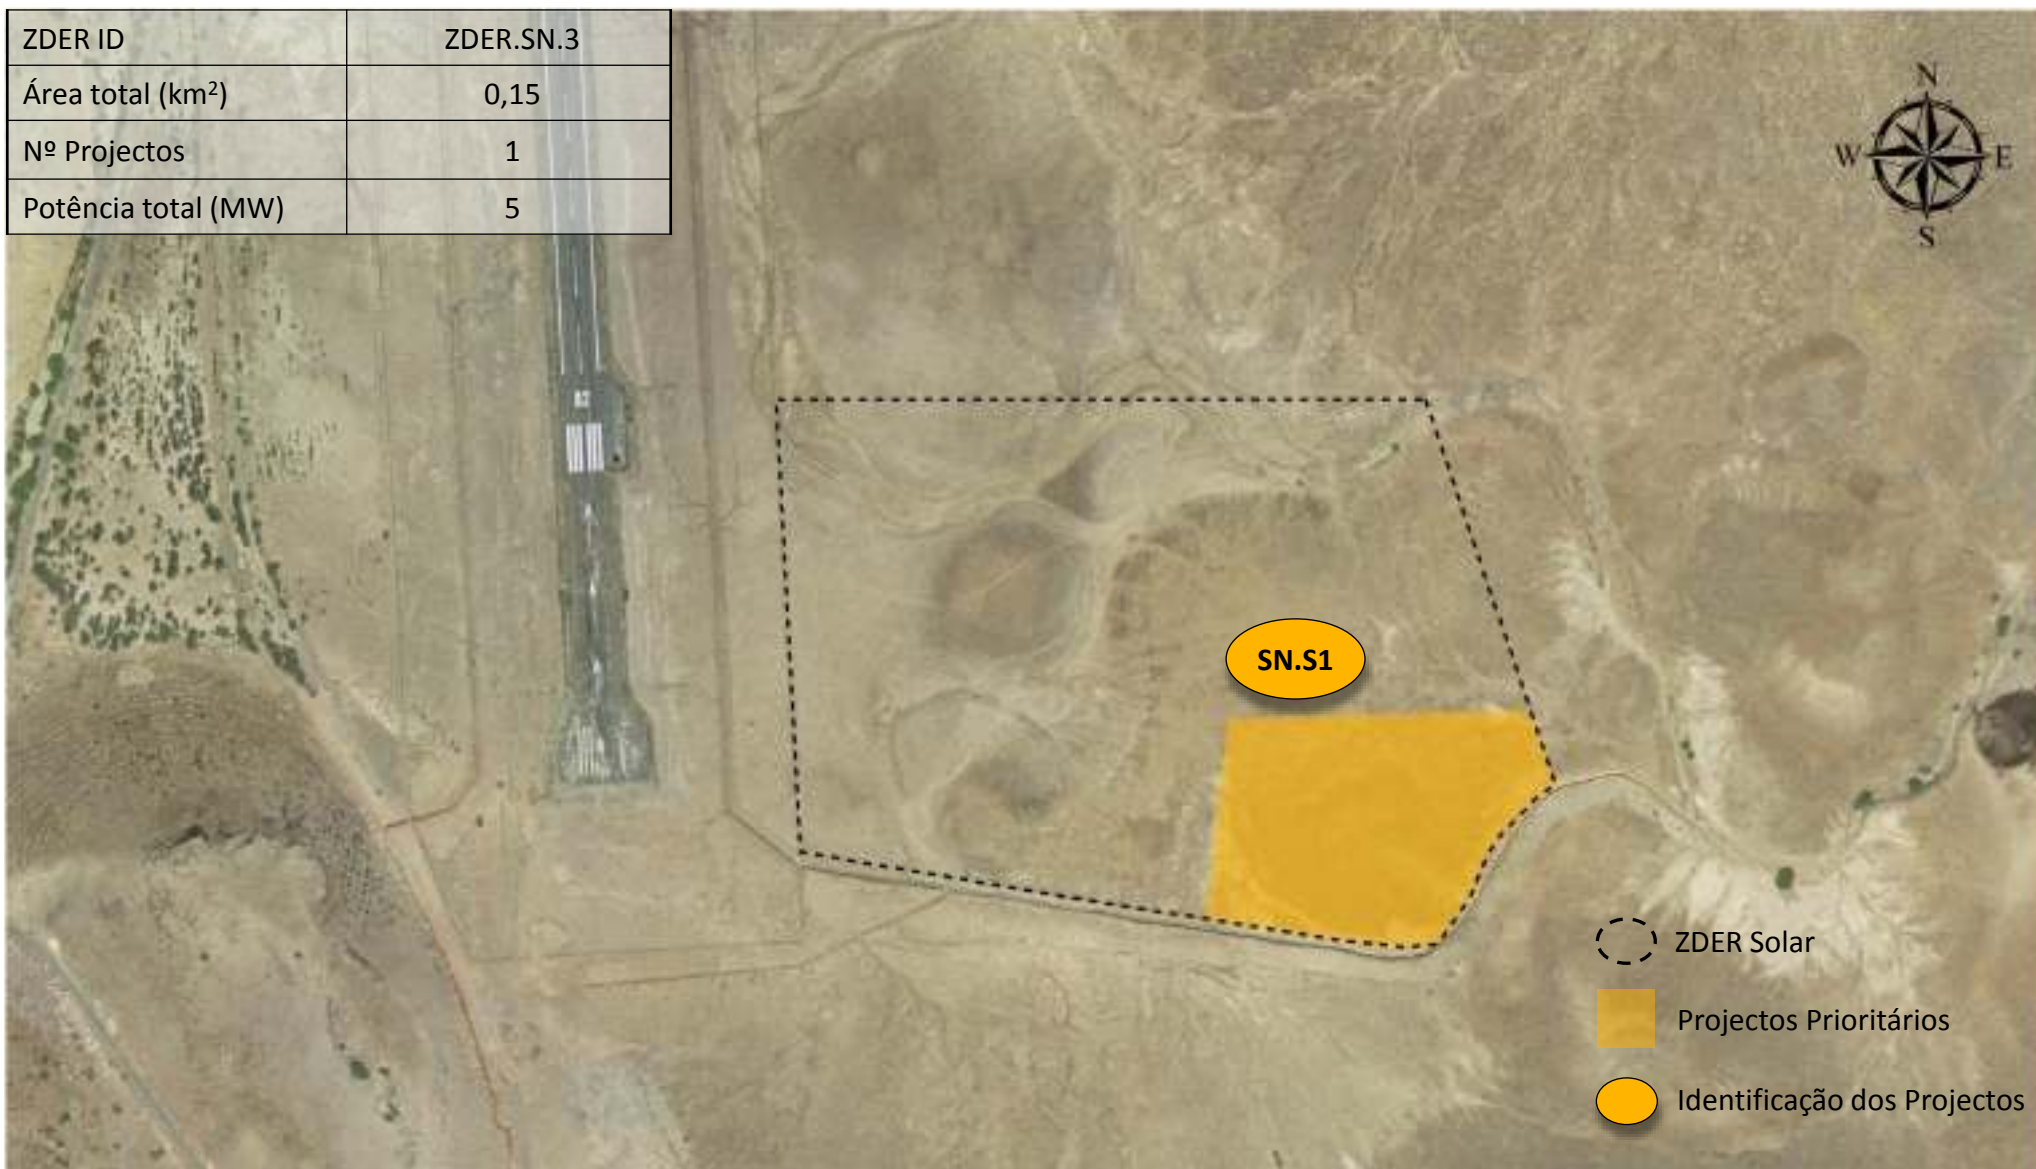 ZDER ID ZDER.SN.3
Área total (km²) 0,15
Nº Projectos 1
Potência total (MW) 5
N
W E
S
SN.S1
ZDER Solar
Projectos Prioritários
Identificação dos Projectos